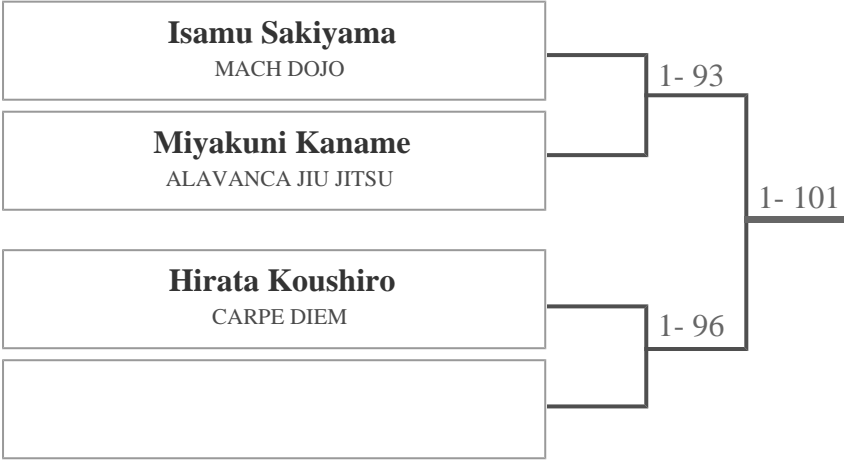 Isamu Sakiyama
MACH DOJO
1- 93
Miyakuni Kaname
ALAVANCA JIU JITSU
1- 101
Hirata Koushiro
CARPE DIEM
1- 96